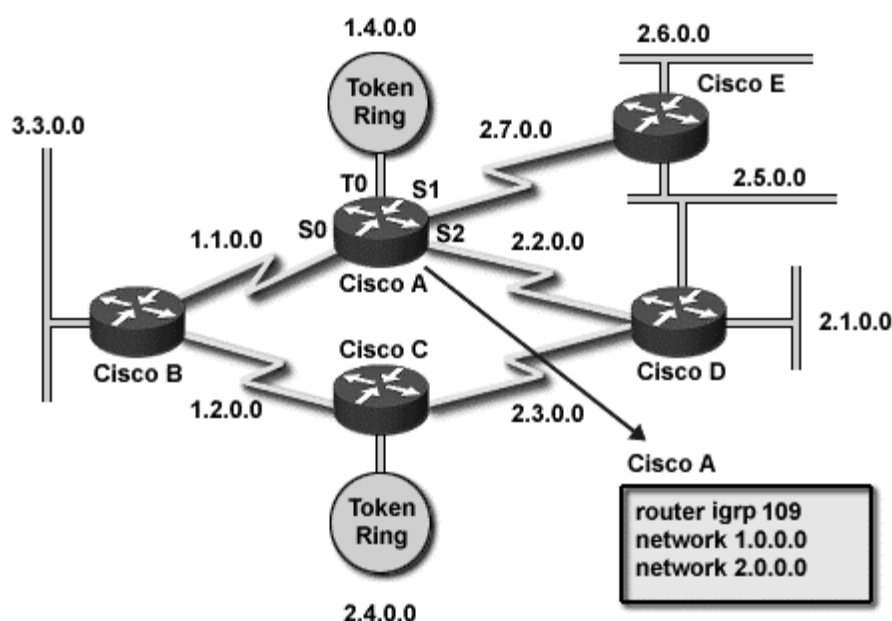 1.4.0.0
2.6.0.0
Token
Ring
Cisco E
3.3.0.0
2.7.0.0
T0
S1
2.5.0.0
S0
S2
1.1.0.0
2.2.0.0
Cisco A
2.1.0.0
Cisco C
Cisco B
Cisco D
1.2.0.0
2.3.0.0
Cisco A
Token
Ring
router igrp 109
network 1.0.0.0
network 2.0.0.0
2.4.0.0